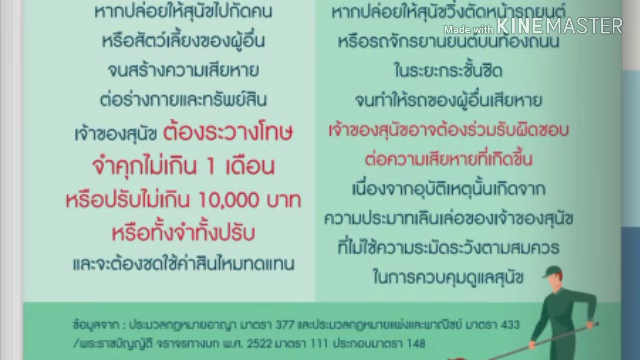 หากปล่อยให้สุนัขไปกัดคน
หรือสัตว์เลี้ยงของผู้อื่น
จนสร้างความเสียหาย
ต่อร่างกายและทรัพย์สิน
เจ้าของสุนัข ต้องระวางโทษ
จำคุกไม่เกิน 1 เดือน
หรือปรับไม่เกิน 10,000 บาท
หรือทั้งจำทั้งปรับ
และจะต้องชดใช้ค่าสินไหมทดแทน
หากปล่อยให้สุนัขวิ่งตัดหน้ารถยนต์
หรือรถจักรยานยนต์บนท้องถนน
ในระยะกระชั้นชิด
จนทำให้รถของผู้อื่นเสียหาย
เจ้าของสุนัขอาจต้องร่วมรับผิดชอบ
ต่อความเสียหายที่เกิดขึ้น
เนื่องจากอุบัติเหตุนั้นเกิดจาก
ความประมาทเลินเล่อของเจ้าของสุนัข
ที่ไม่ใช้ความระมัดระวังตามสมควร
ในการควบคุมดูแลสุนัข
ข้อมูลจาก : ประมวลกฎหมายอาญา มาตรา 377 และประมวลกฎหมายแพ่งและพาณิชย์ มาตรา 433
/พระราชบัญญัติ จราจรทางบก พ.ศ. 2522 มาตรา 111 ประกอบมาตรา 148
Made with KINEMASTER